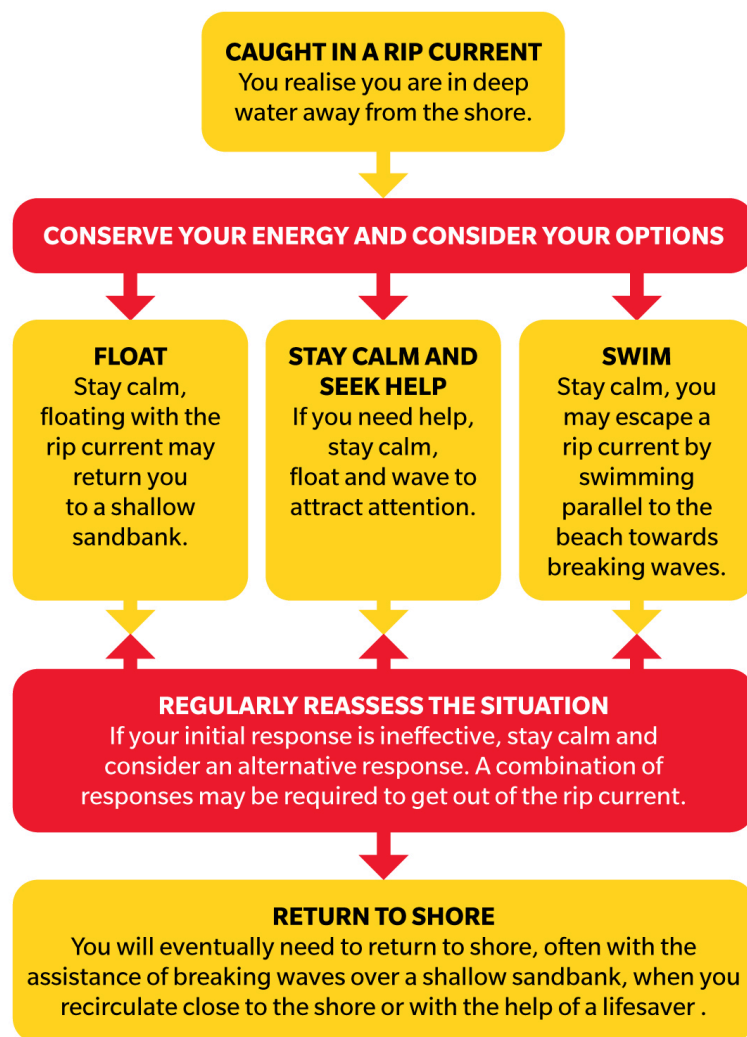 CAUGHT IN A RIP CURRENT
You realise you are in deep
water away from the shore.
CONSERVE YOUR ENERGY AND CONSIDER YOUR OPTIONS
FLOAT
Stay calm,
floating with the
rip current may
return you
to a shallow
sandbank.
STAY CALM AND
SEEK HELP
If you need help,
stay calm,
float and wave to
attract attention.
SWIM
Stay calm, you
may escape a
rip current by
swimming
parallel to the
beach towards
breaking waves.
REGULARLY REASSESS THE SITUATION
If your initial response is ineffective, stay calm and
consider an alternative response. A combination of
responses may be required to get out of the rip current.
RETURN TO SHORE
You will eventually need to return to shore, often with the
assistance of breaking waves over a shallow sandbank, when you
recirculate close to the shore or with the help of a lifesaver .